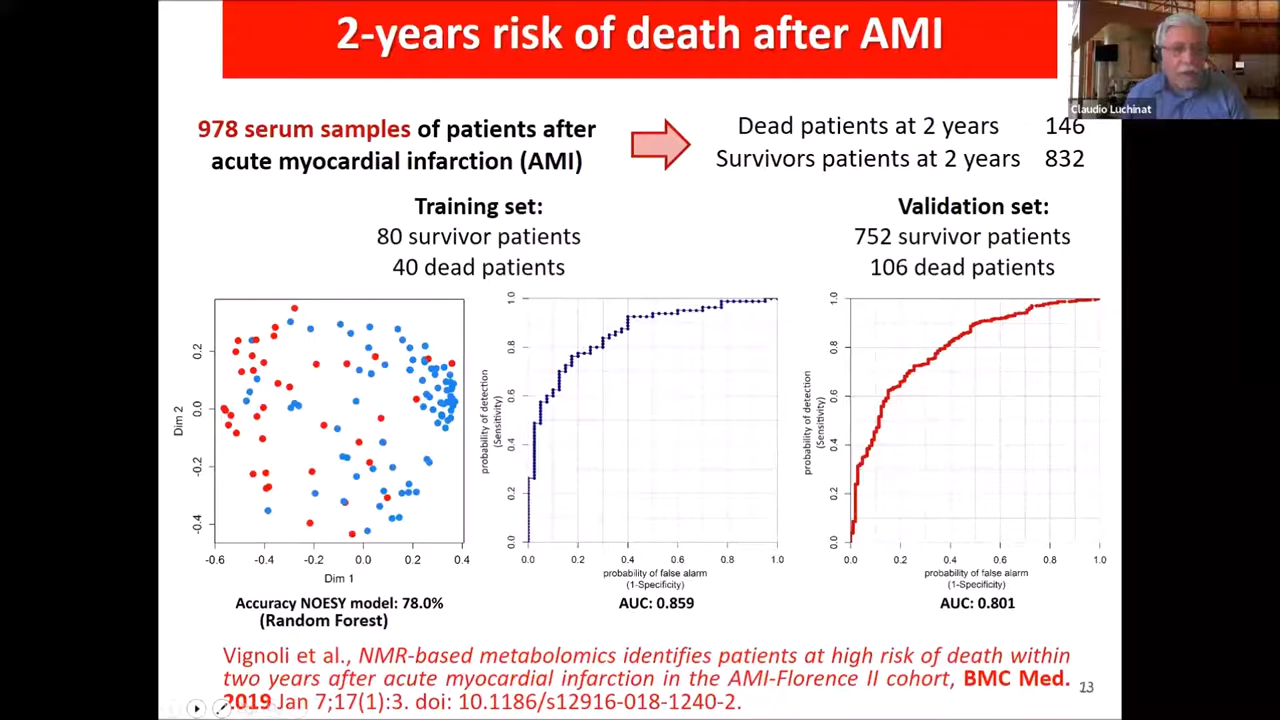 2-years risk of death after AMI
Claudio Luchinat
978 serum samples of patients after
acute myocardial infarction (AMI)
Dead patients at 2 years 146
Survivors patients at 2 years 832
Training set:
80 survivor patients
40 dead patients
Validation set:
752 survivor patients
106 dead patients
Dim 2
0.2
0.0
-0.2
-0.4
-0.6 -0.4 -0.2 0.0 0.2 0.4
Dim 1
Accuracy NOESY model: 78.0%
(Random Forest)
probability of detection
(Sensitivity)
1.0
0.8
0.6
0.4
0.2
0.0
0.0 0.2 0.4 0.6 0.8 1.0
probability of false alarm
(1-Specificity)
AUC: 0.859
probability of detection
(Sensitivity)
1.0
0.8
0.6
0.4
0.2
0.0
0.0 0.2 0.4 0.6 0.8 1.0
probability of false alarm
(1-Specificity)
AUC: 0.801
Vignoli et al., NMR-based metabolomics identifies patients at high risk of death within
two years after acute myocardial infarction in the AMI-Florence II cohort, BMC Med.
2019 Jan 7;17(1):3. doi: 10.1186/s12916-018-1240-2.
13